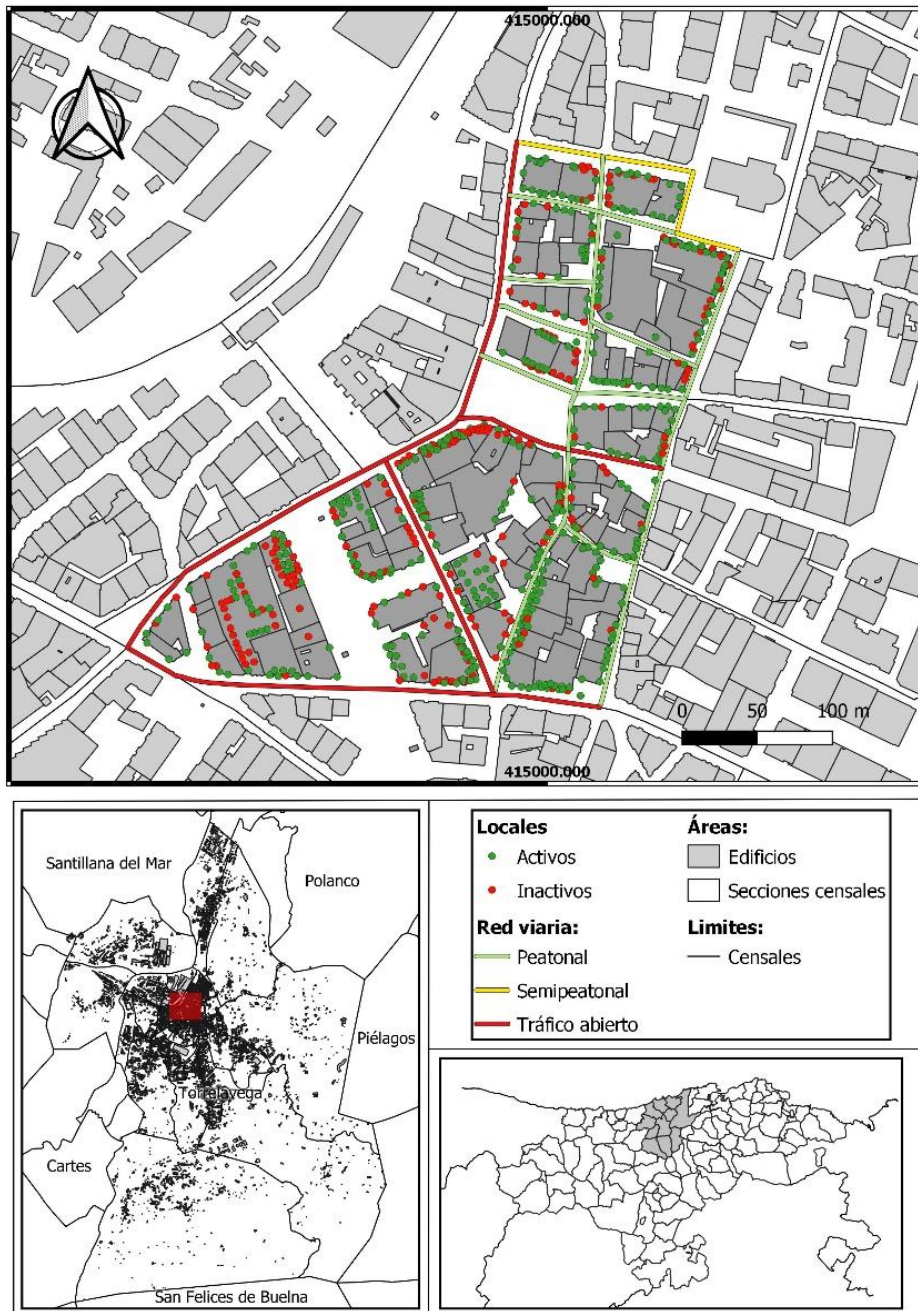 415000.000
0 50 100 m
415000.000
Santillana del Mar
Polanco
Piélagos
Torrelavega
Cartes
San Felices de Buelna
Locales
Activos
Inactivos
Red viaria:
Peatonal
Semipeatonal
Tráfico abierto
Áreas:
Edificios
Secciones censales
Limites:
Censales